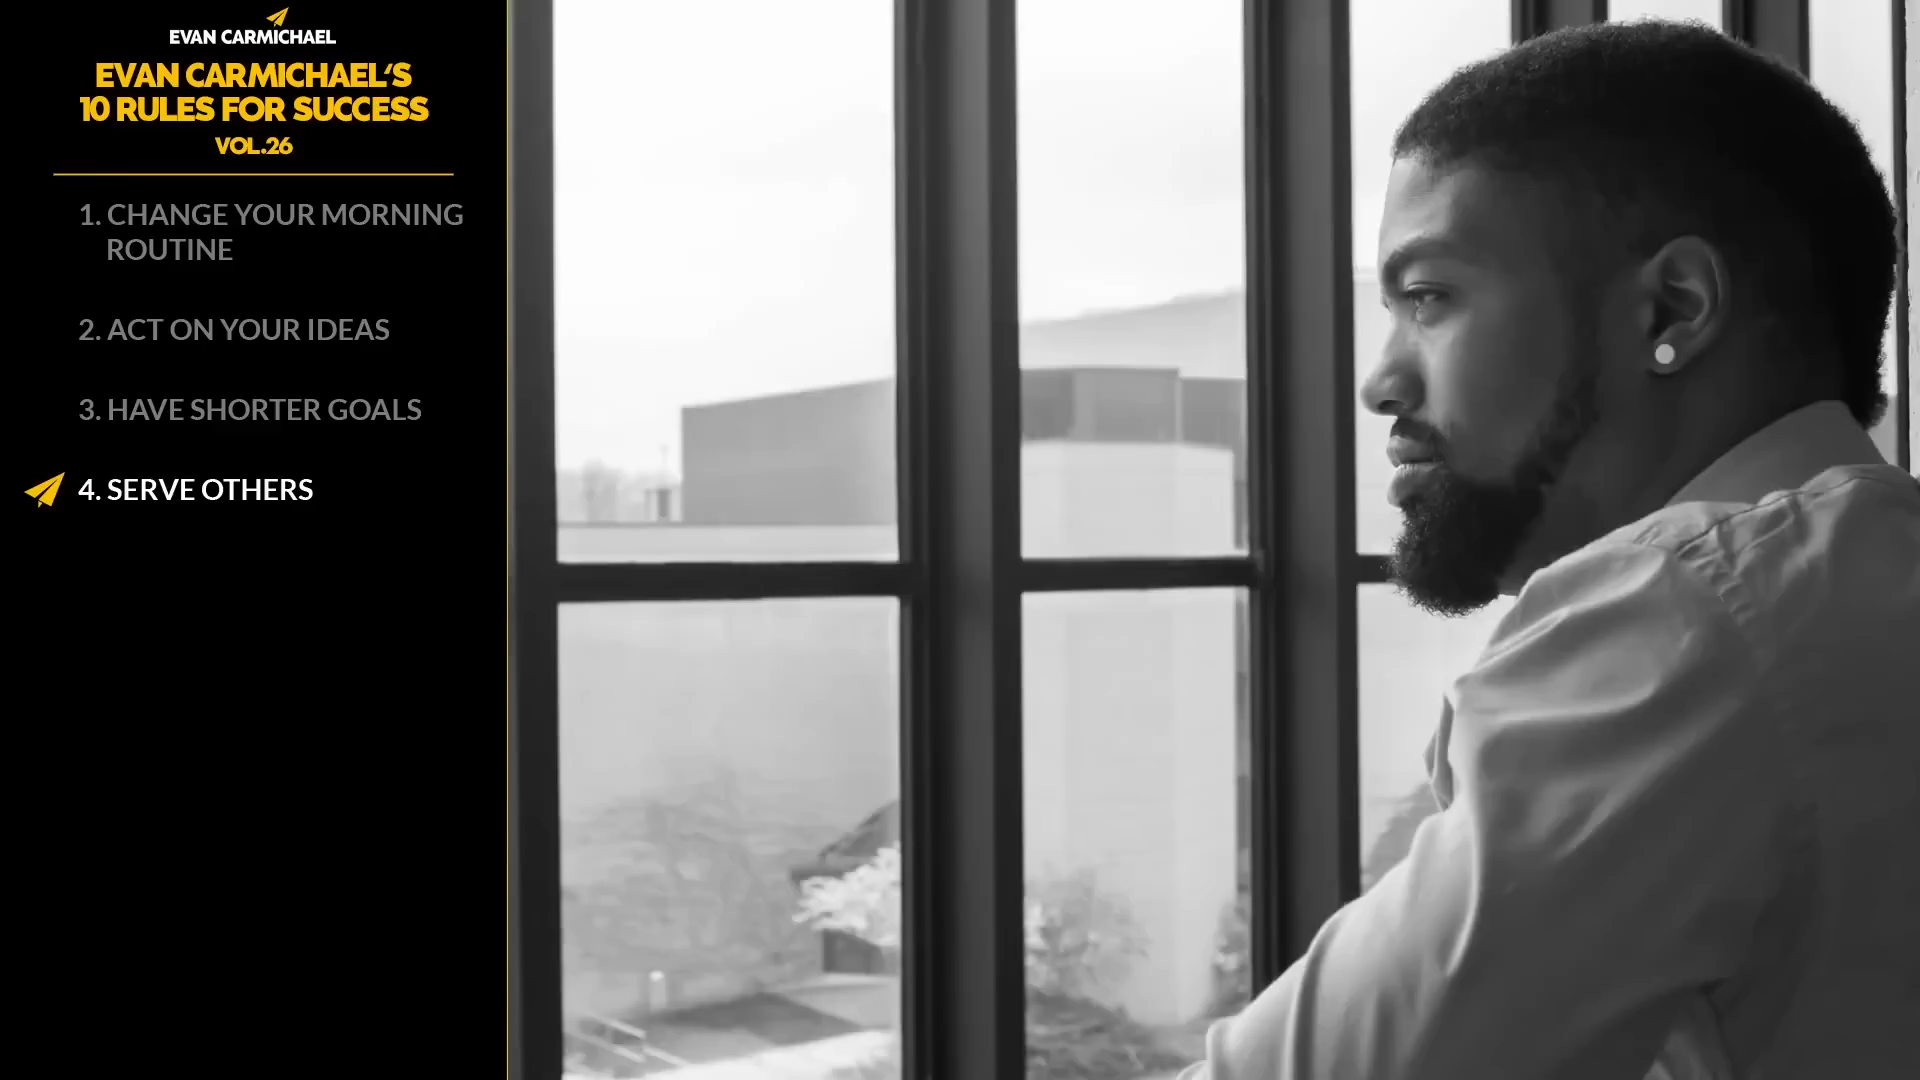 EVAN CARMICHAEL
EVAN CARMICHAEL'S
10 RULES FOR SUCCESS
VOL.26
1. CHANGE YOUR MORNING
ROUTINE
2. ACT ON YOUR IDEAS
3. HAVE SHORTER GOALS
4. SERVE OTHERS